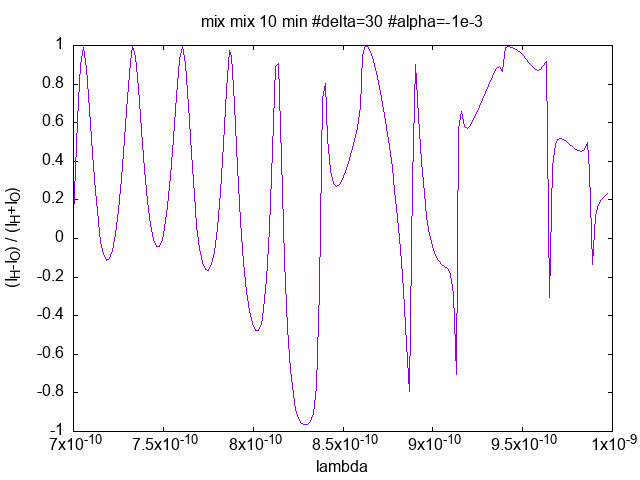 mix mix 10 min #delta=30 #alpha=-1e-3
1
0.8
0.6
0.4
0.2
0
-0.2
-0.4
-0.6
-0.8
-1
(I_H-I_O) / (I_H+I_O)
7x10^-10 7.5x10^-10 8x10^-10 8.5x10^-10 9x10^-10 9.5x10^-10 1x10^-9
lambda